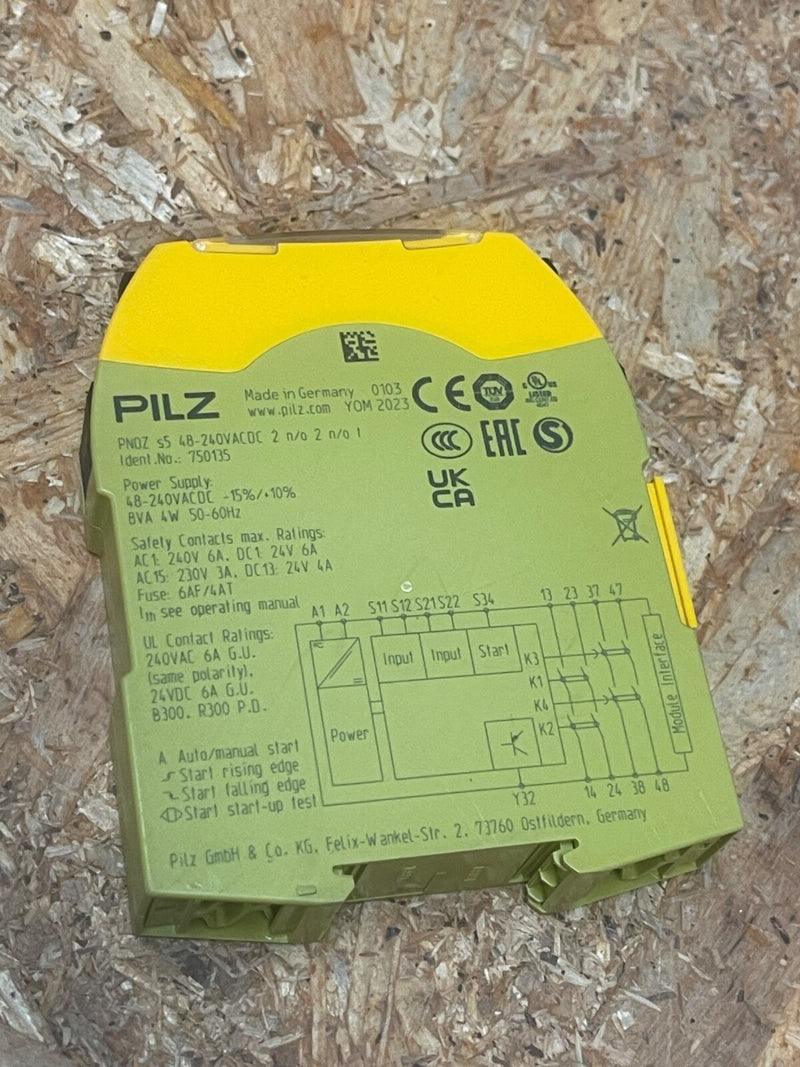 PILZ
Made in Germany 0103
www.pilz.com YOM 2023
CE
TÜV
UL
LISTED
CCC
EAC
S
UK
CA
PNOZ s5 48-240VACDC 2 n/o 2 n/o t
Ident.No.: 750135
Power Supply:
48-240VACDC -15%/+10%
8VA 4W 50-60Hz
Safety Contacts max. Ratings:
AC1: 240V 6A, DC1: 24V 6A
AC15: 230V 3A, DC13: 24V 4A
Fuse: 6AF/4AT
Ith see operating manual
UL Contact Ratings:
240VAC 6A G.U.
(same polarity),
24VDC 6A G.U.
B300, R300 P.D.
A Auto/manual start
Start rising edge
Start falling edge
Start start-up test
A1 A2 S11 S12 S21 S22 S34 13 23 37 47
Input Input Start
K3
K1
K4
K2
Power
Module Interface
Y32 14 24 38 48
Pilz GmbH & Co. KG, Felix-Wankel-Str. 2, 73760 Ostfildern, Germany